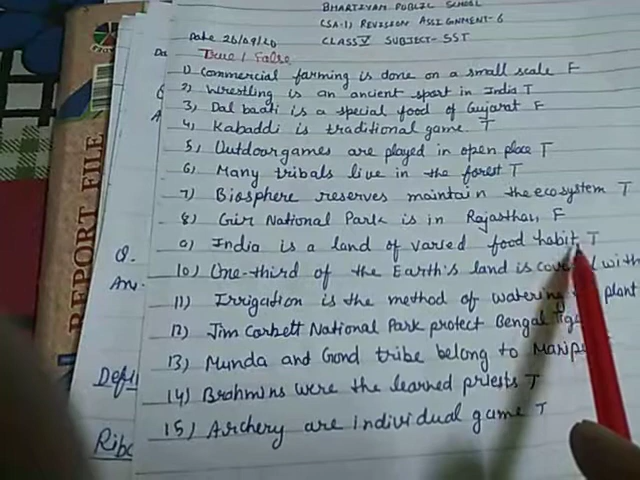 BHARTIYAM PUBLIC SCHOOL
(SA-1) REVISION ASSIGNMENT-6
Date 26/09/20 CLASS V SUBJECT-SST
True / False
1) Commercial farming is done on a small scale F
2) Wrestling is an ancient sport in India T
3) Dal baati is a special food of Gujarat F
4) Kabaddi is traditional game T
5) Outdoor games are played in open place T
6) Many tribals live in the forest T
7) Biosphere reserves maintain the ecosystem T
8) Gir National Park is in Rajasthan F
9) India is a land of varied food habit T
10) One-third of the Earth's land is with
11) Irrigation is the method of watering plant
12) Jim Corbett National Park protect Bengal
13) Munda and Gond tribe belong to
14) Brahmins were the learned priests T
15) Archery are individual game T
REPORT FILE
Q.
An.